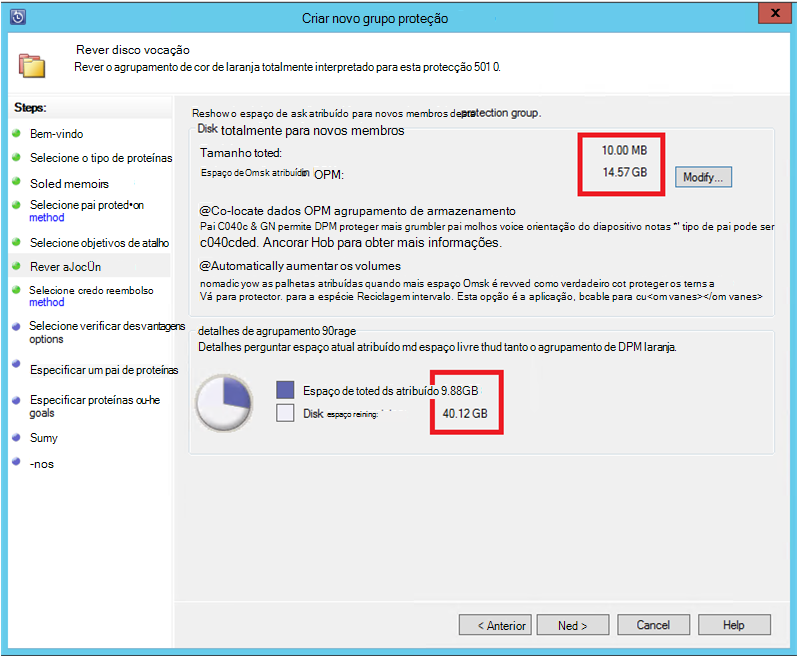 Criar novo grupo proteção
x
Rever disco vocação
Rever o agrupamento de cor de laranja totalmente interpretado para esta protecção 501 0.
Steps:
Bem-vindo
Selecione o tipo de proteínas
Soled memoirs
Selecione pai proted•on
method
Selecione objetivos de atalho
Rever aJocÜn
Selecione credo reembolso
method
Selecione verificar desvantagens
options
Especificar um pai de proteínas
Especificar proteínas ou-he
goals
Sumy
-nos
Reshow o espaço de ask atribuído para novos membros deste protection group.
Disk totalmente para novos membros
Tamanho toted: 10.00 MB
Espaço de Omsk atribuído in OPM: 14.57 GB
Modify...
@Co-locate dados OPM agrupamento de armazenamento
Pai C040c & GN permite DPM proteger mais grumbler pai molhos voice orientação do diapositivo notas *' tipo de pai pode ser
c040cded. Ancorar Hob para obter mais informações.
@Automatically aumentar os volumes
nomadic yow as palhetas atribuídas quando mais espaço Omsk é revved como verdadeiro cot proteger os terns a
Vá para protector. para a espécie Reciclagem intervalo. Esta opção é a aplicação, bcable para cu<om vanes></om vanes>
detalhes de agrupamento 90rage
Detalhes perguntar espaço atual atribuído md espaço livre thud tanto o agrupamento de DPM laranja.
Espaço de toted ds atribuído 9.88GB
Disk espaço reining: 40.12 GB
< Anterior
Ned >
Cancel
Help